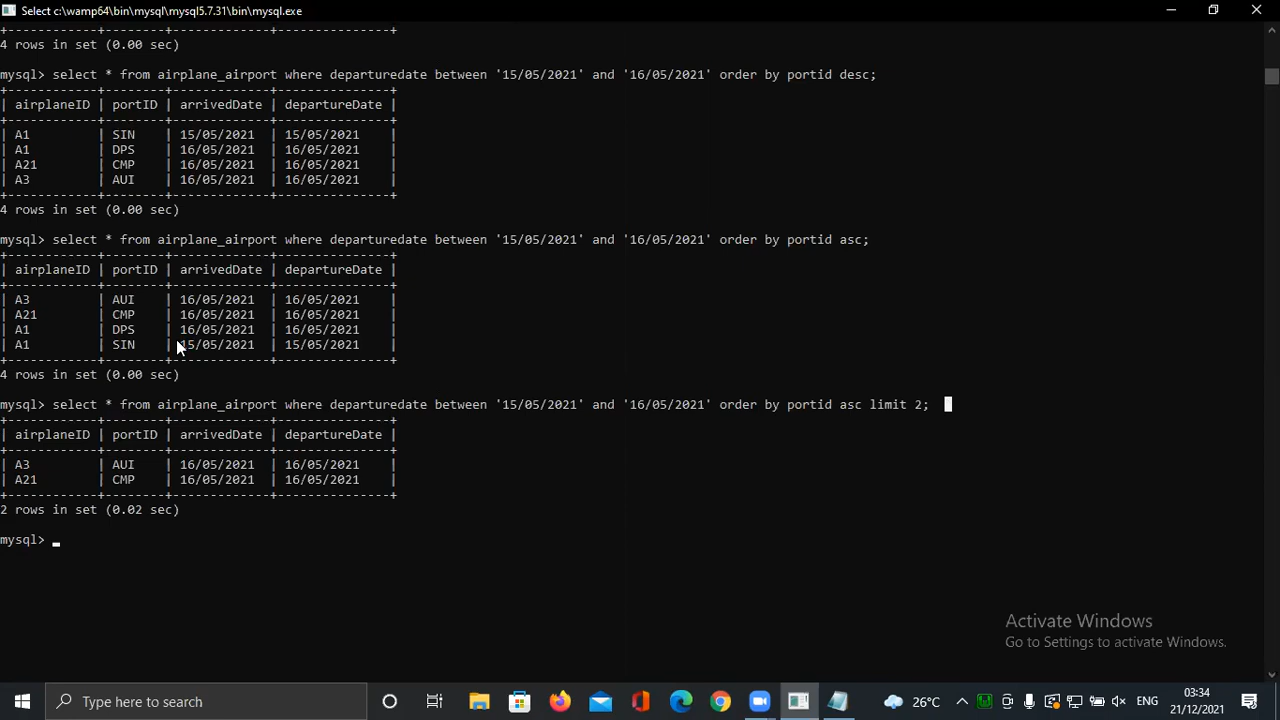 Select c:\wamp64\bin\mysql\mysql5.7.31\bin\mysql.exe
+------------+--------+-------------+---------------+
4 rows in set (0.00 sec)
mysql> select * from airplane_airport where departuredate between '15/05/2021' and '16/05/2021' order by portid desc;
+------------+--------+-------------+---------------+
| airplaneID | portID | arrivedDate | departureDate |
+------------+--------+-------------+---------------+
| A1         | SIN    | 15/05/2021  | 15/05/2021    |
| A1         | DPS    | 16/05/2021  | 16/05/2021    |
| A21        | CMP    | 16/05/2021  | 16/05/2021    |
| A3         | AUI    | 16/05/2021  | 16/05/2021    |
+------------+--------+-------------+---------------+
4 rows in set (0.00 sec)
mysql> select * from airplane_airport where departuredate between '15/05/2021' and '16/05/2021' order by portid asc;
+------------+--------+-------------+---------------+
| airplaneID | portID | arrivedDate | departureDate |
+------------+--------+-------------+---------------+
| A3         | AUI    | 16/05/2021  | 16/05/2021    |
| A21        | CMP    | 16/05/2021  | 16/05/2021    |
| A1         | DPS    | 16/05/2021  | 16/05/2021    |
| A1         | SIN    | 15/05/2021  | 15/05/2021    |
+------------+--------+-------------+---------------+
4 rows in set (0.00 sec)
mysql> select * from airplane_airport where departuredate between '15/05/2021' and '16/05/2021' order by portid asc limit 2;
+------------+--------+-------------+---------------+
| airplaneID | portID | arrivedDate | departureDate |
+------------+--------+-------------+---------------+
| A3         | AUI    | 16/05/2021  | 16/05/2021    |
| A21        | CMP    | 16/05/2021  | 16/05/2021    |
+------------+--------+-------------+---------------+
2 rows in set (0.02 sec)
mysql>
Activate Windows
Go to Settings to activate Windows.
Type here to search
26°C
ENG
03:34
21/12/2021